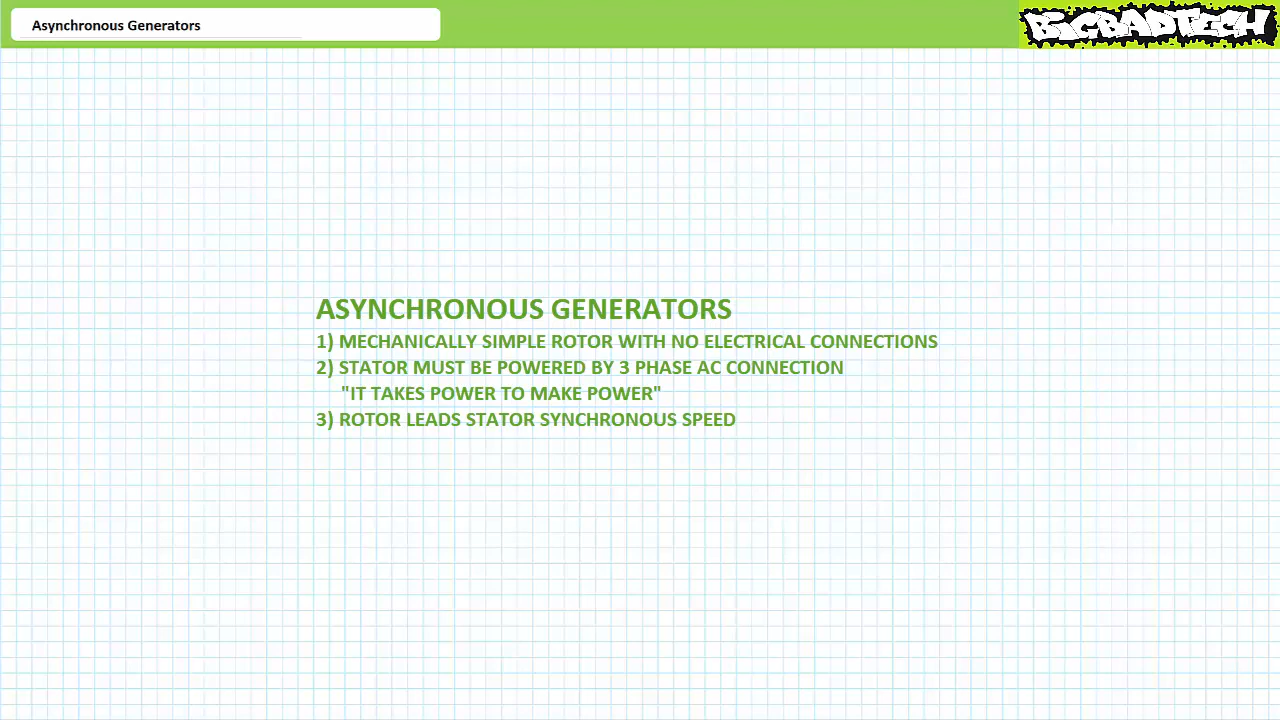 Asynchronous Generators
BIGBADTECH
ASYNCHRONOUS GENERATORS
1) MECHANICALLY SIMPLE ROTOR WITH NO ELECTRICAL CONNECTIONS
2) STATOR MUST BE POWERED BY 3 PHASE AC CONNECTION
"IT TAKES POWER TO MAKE POWER"
3) ROTOR LEADS STATOR SYNCHRONOUS SPEED